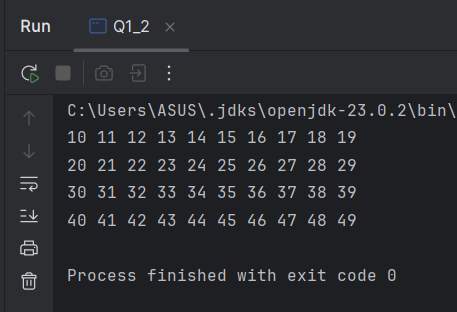 Run Q1_2
C:\Users\ASUS\.jdks\openjdk-23.0.2\bin\
10 11 12 13 14 15 16 17 18 19
20 21 22 23 24 25 26 27 28 29
30 31 32 33 34 35 36 37 38 39
40 41 42 43 44 45 46 47 48 49
Process finished with exit code 0